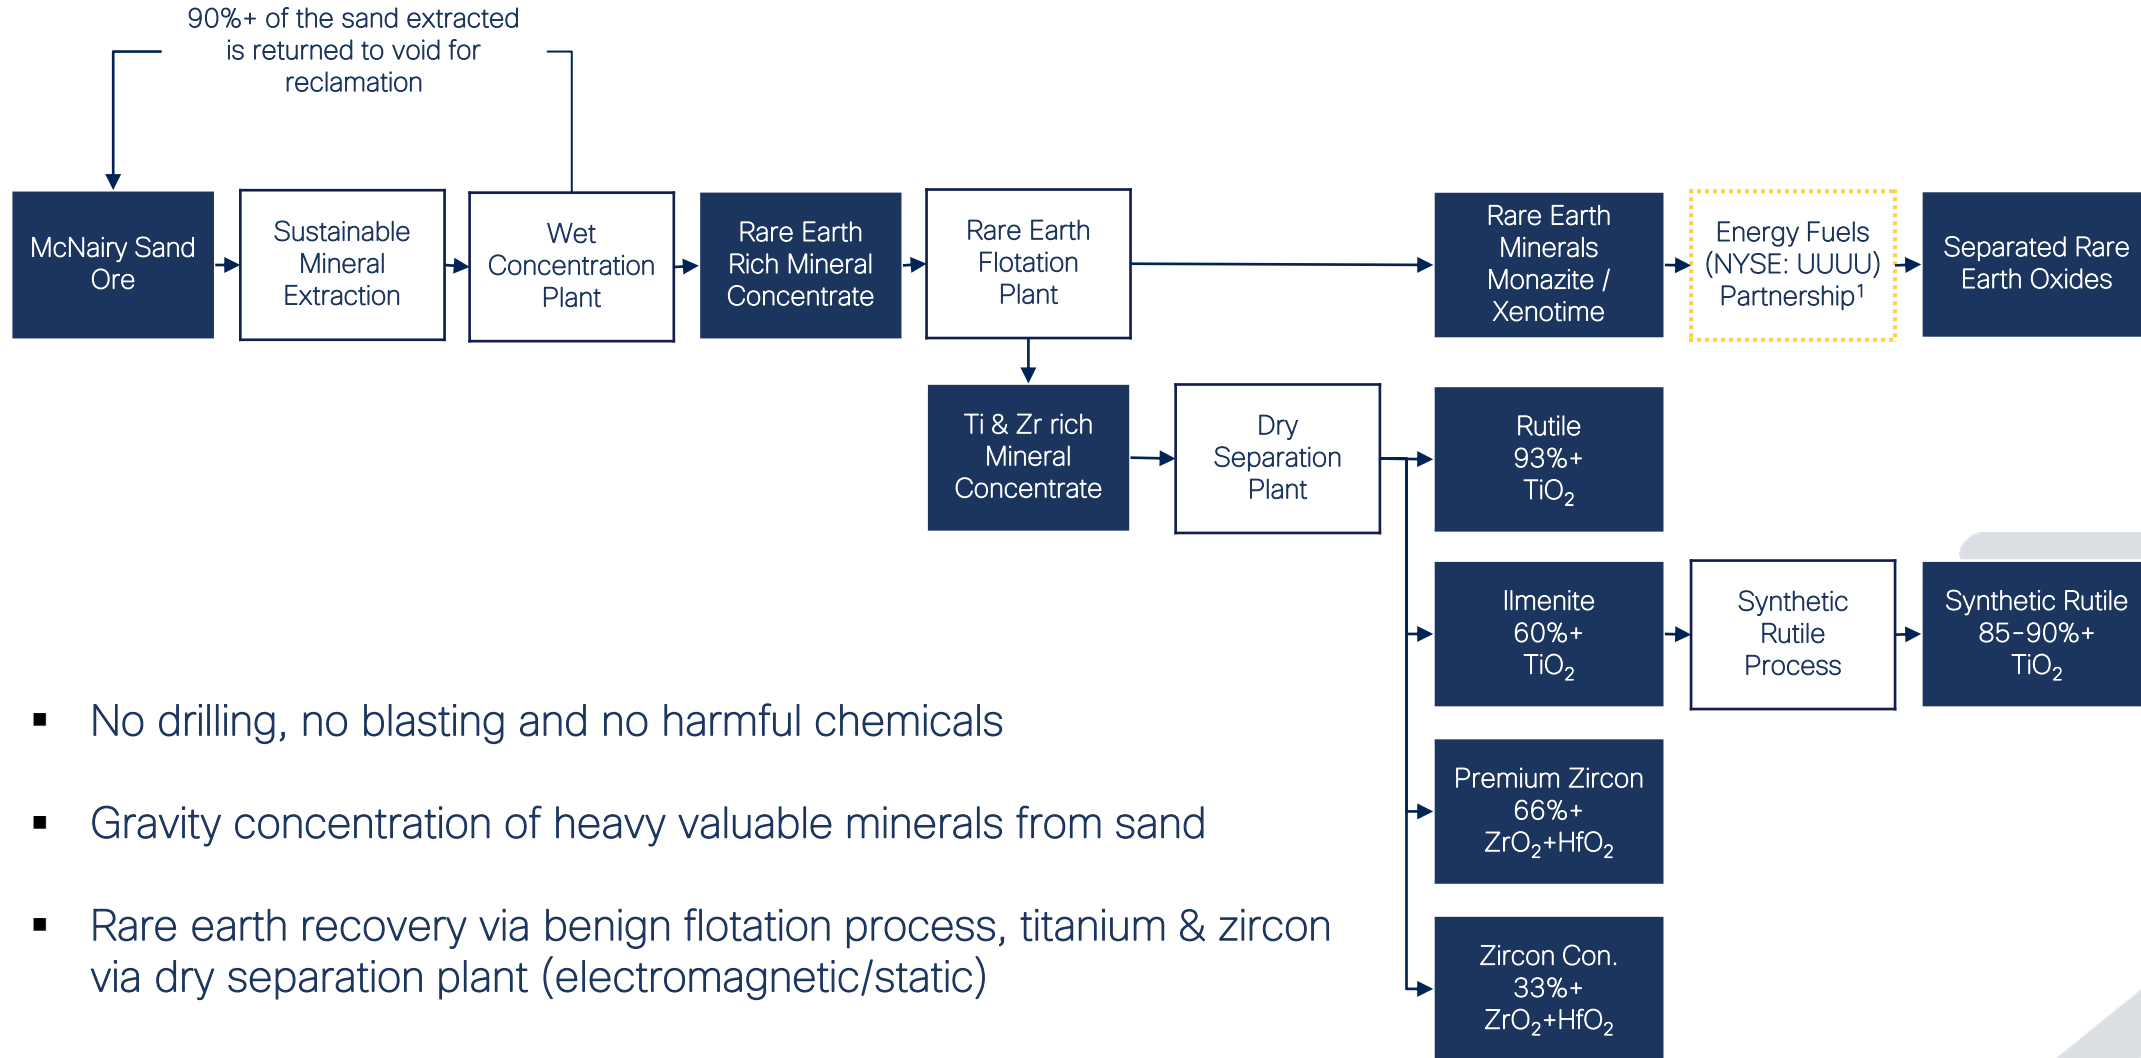 90%+ of the sand extracted
is returned to void for
reclamation
McNairy Sand
Ore
Sustainable
Mineral
Extraction
Wet
Concentration
Plant
Rare Earth
Rich Mineral
Concentrate
Rare Earth
Flotation
Plant
Rare Earth
Minerals
Monazite /
Xenotime
Energy Fuels
(NYSE: UUUU)
Partnership¹
Separated Rare
Earth Oxides
Ti & Zr rich
Mineral
Concentrate
Dry
Separation
Plant
Rutile
93%+
TiO₂
Ilmenite
60%+
TiO₂
Synthetic
Rutile
Process
Synthetic Rutile
85-90%+
TiO₂
Premium Zircon
66%+
ZrO₂+HfO₂
Zircon Con.
33%+
ZrO₂+HfO₂
▪ No drilling, no blasting and no harmful chemicals
▪ Gravity concentration of heavy valuable minerals from sand
▪ Rare earth recovery via benign flotation process, titanium & zircon
via dry separation plant (electromagnetic/static)